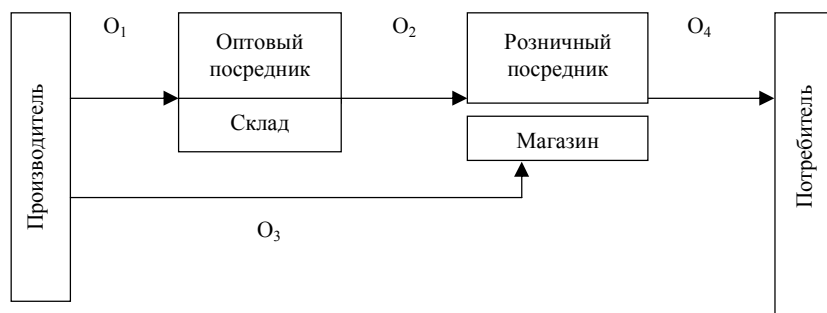 O₁
Оптовый
посредник
O₂
Розничный
посредник
O₄
Склад
Магазин
Производитель
Потребитель
O₃